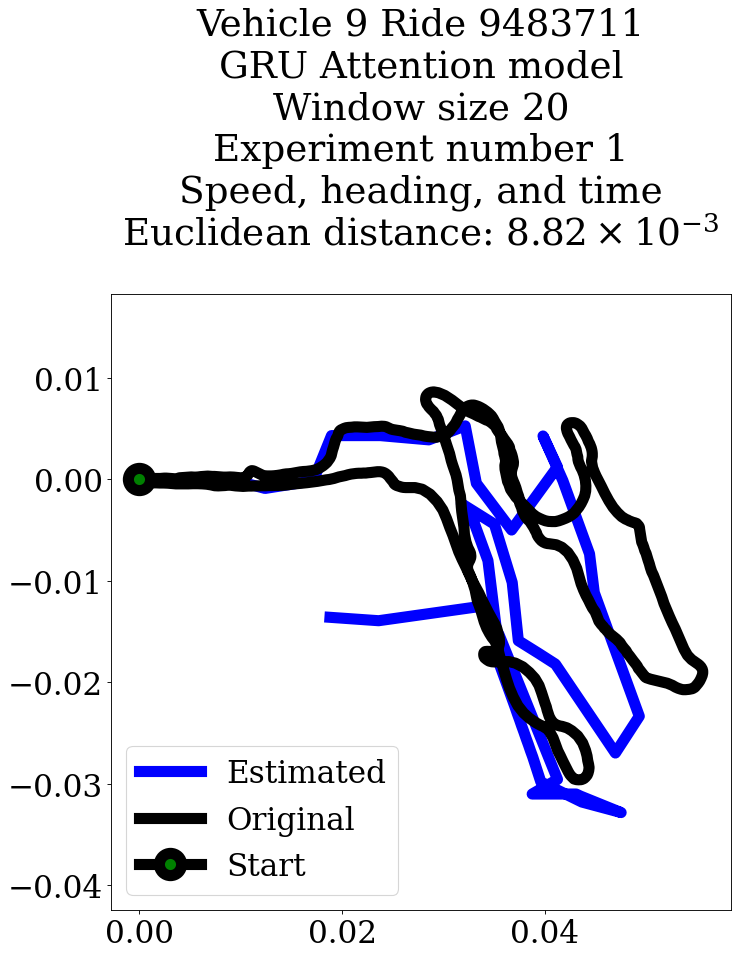 Vehicle 9 Ride 9483711
GRU Attention model
Window size 20
Experiment number 1
Speed, heading, and time
Euclidean distance: 8.82 × 10⁻³
0.01
0.00
−0.01
−0.02
−0.03
−0.04
Estimated
Original
Start
0.00 0.02 0.04